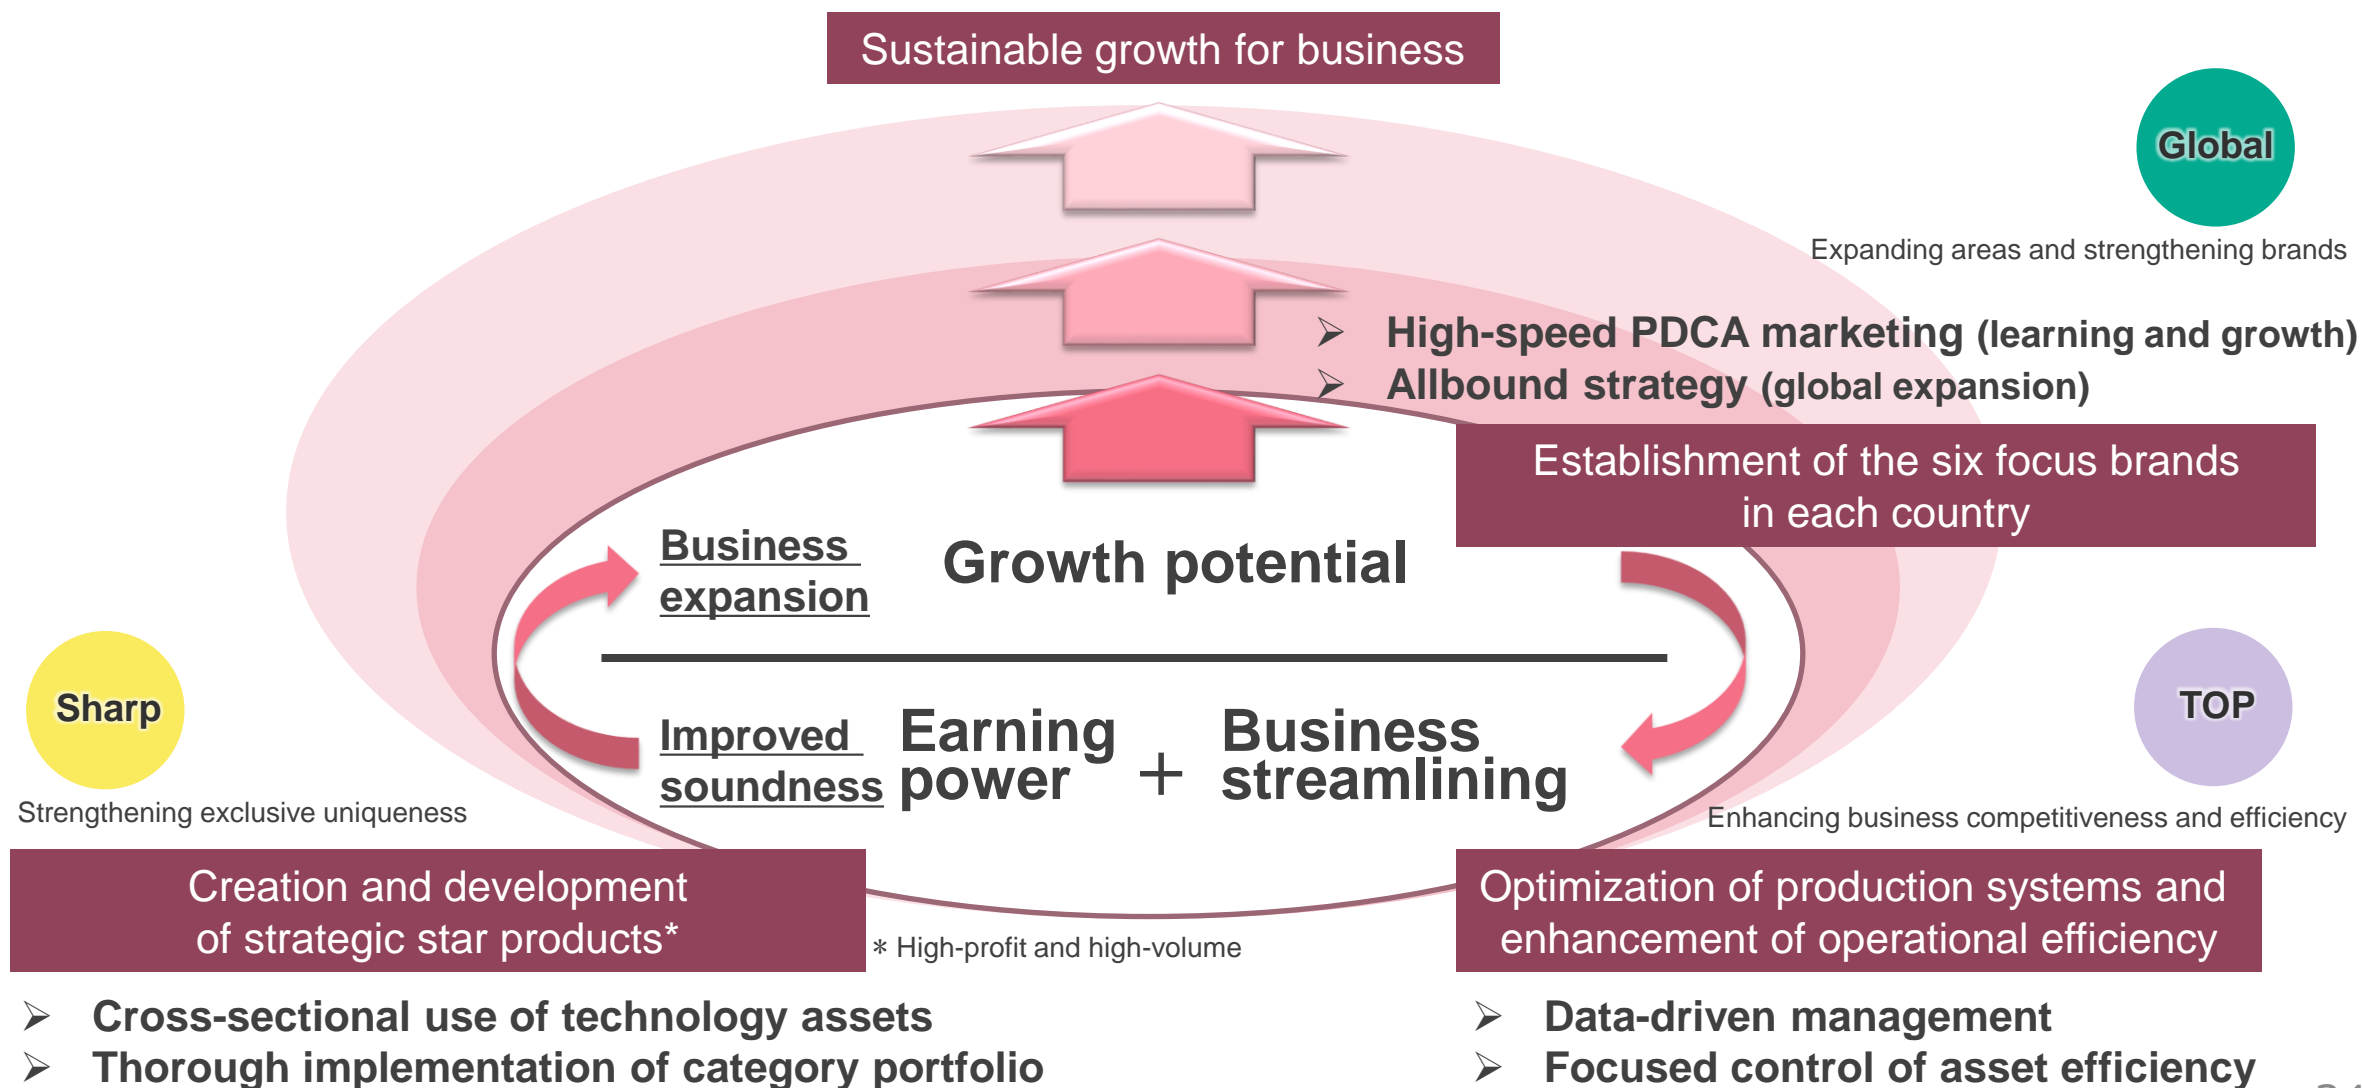 Sustainable growth for business
Global
Expanding areas and strengthening brands
➢ High-speed PDCA marketing (learning and growth)
➢ Allbound strategy (global expansion)
Establishment of the six focus brands
in each country
Business
expansion
Growth potential
Sharp
Strengthening exclusive uniqueness
Improved
soundness
Earning
power
+
Business
streamlining
TOP
Enhancing business competitiveness and efficiency
Creation and development
of strategic star products*
* High-profit and high-volume
Optimization of production systems and
enhancement of operational efficiency
➢ Cross-sectional use of technology assets
➢ Thorough implementation of category portfolio
➢ Data-driven management
➢ Focused control of asset efficiency